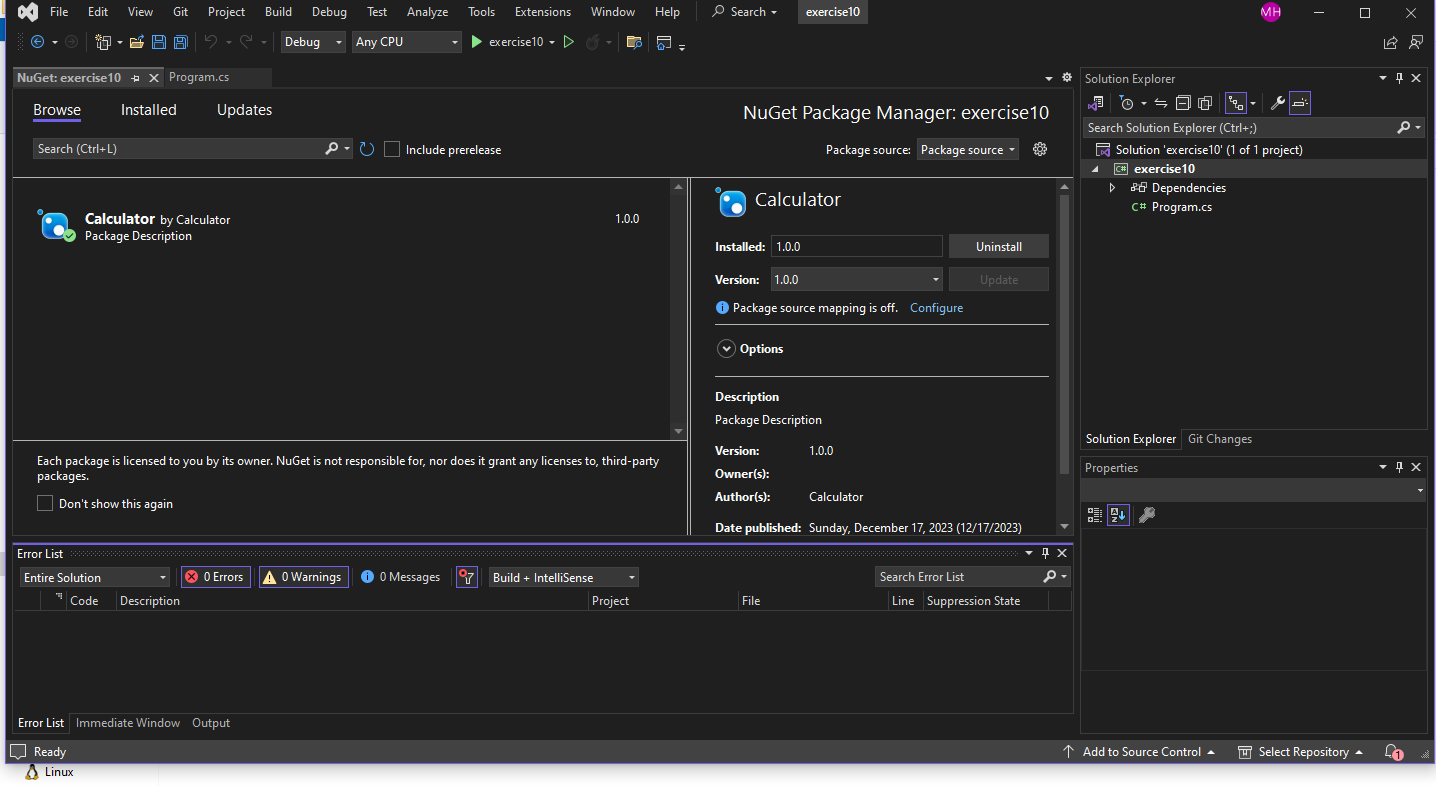 File Edit View Git Project Build Debug Test Analyze Tools Extensions Window Help Search exercise10 MH
Debug Any CPU exercise10
NuGet: exercise10 Program.cs
Browse Installed Updates
NuGet Package Manager: exercise10
Search (Ctrl+L) Include prerelease
Package source: Package source
Calculator by Calculator 1.0.0
Package Description
Each package is licensed to you by its owner. NuGet is not responsible for, nor does it grant any licenses to, third-party
packages.
Don't show this again
Calculator
Installed: 1.0.0 Uninstall
Version: 1.0.0 Update
Package source mapping is off. Configure
Options
Description
Package Description
Version: 1.0.0
Owner(s):
Author(s): Calculator
Date published: Sunday, December 17, 2023 (12/17/2023)
Solution Explorer
Search Solution Explorer (Ctrl+;)
Solution 'exercise10' (1 of 1 project)
C# exercise10
Dependencies
C# Program.cs
Solution Explorer Git Changes
Properties
Error List
Entire Solution 0 Errors 0 Warnings 0 Messages Build + IntelliSense Search Error List
Code Description Project File Line Suppression State
Error List Immediate Window Output
Ready Add to Source Control Select Repository 1
Linux